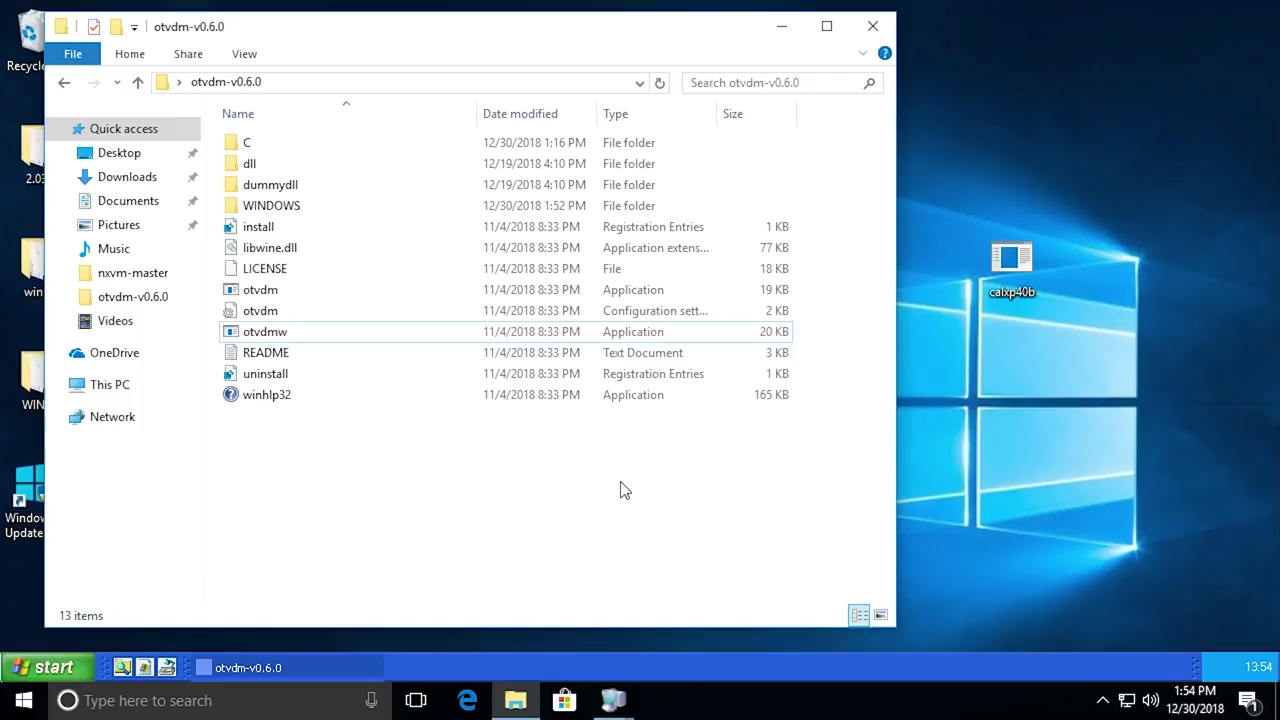 Recycle
2.03
win
WIN
Window
Update
otvdm-v0.6.0
File
Home
Share
View
otvdm-v0.6.0
Search otvdm-v0.6.0
Name
Date modified
Type
Size
Quick access
Desktop
Downloads
Documents
Pictures
Music
nxvm-master
otvdm-v0.6.0
Videos
OneDrive
This PC
Network
C 12/30/2018 1:16 PM File folder
dll 12/19/2018 4:10 PM File folder
dummydll 12/19/2018 4:10 PM File folder
WINDOWS 12/30/2018 1:52 PM File folder
install 11/4/2018 8:33 PM Registration Entries 1 KB
libwine.dll 11/4/2018 8:33 PM Application extens... 77 KB
LICENSE 11/4/2018 8:33 PM File 18 KB
otvdm 11/4/2018 8:33 PM Application 19 KB
otvdm 11/4/2018 8:33 PM Configuration sett... 2 KB
otvdmw 11/4/2018 8:33 PM Application 20 KB
README 11/4/2018 8:33 PM Text Document 3 KB
uninstall 11/4/2018 8:33 PM Registration Entries 1 KB
winhlp32 11/4/2018 8:33 PM Application 165 KB
13 items
calxp40b
start
otvdm-v0.6.0
13:54
Type here to search
1:54 PM
12/30/2018
1